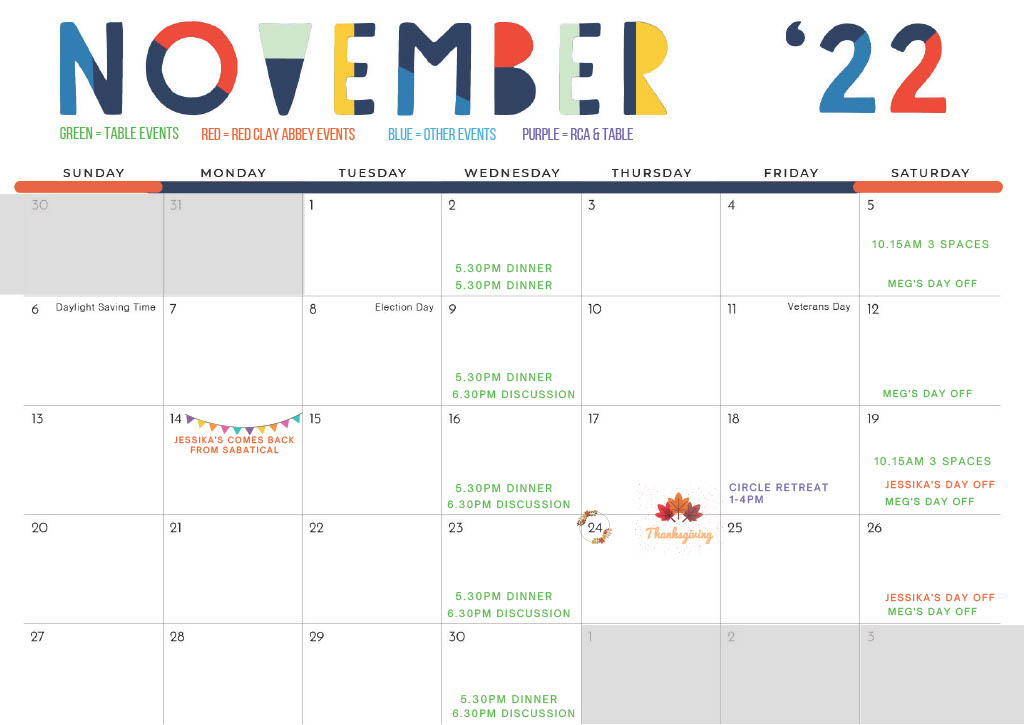 NOVEMBER '22
GREEN = TABLE EVENTS RED = RED CLAY ABBEY EVENTS BLUE = OTHER EVENTS PURPLE = RCA & TABLE
SUNDAY MONDAY TUESDAY WEDNESDAY THURSDAY FRIDAY SATURDAY
30 31 1 2 3 4 5
10.15AM 3 SPACES
5.30PM DINNER
5.30PM DINNER
MEG'S DAY OFF
6 Daylight Saving Time 7 8 Election Day 9 10 11 Veterans Day 12
5.30PM DINNER
6.30PM DISCUSSION
MEG'S DAY OFF
13 14 15 16 17 18 19
JESSIKA'S COMES BACK
FROM SABATICAL
5.30PM DINNER
6.30PM DISCUSSION
CIRCLE RETREAT
1-4PM
10.15AM 3 SPACES
JESSIKA'S DAY OFF
MEG'S DAY OFF
20 21 22 23 24 Thanksgiving 25 26
5.30PM DINNER
6.30PM DISCUSSION
JESSIKA'S DAY OFF
MEG'S DAY OFF
27 28 29 30 1 2 3
5.30PM DINNER
6.30PM DISCUSSION